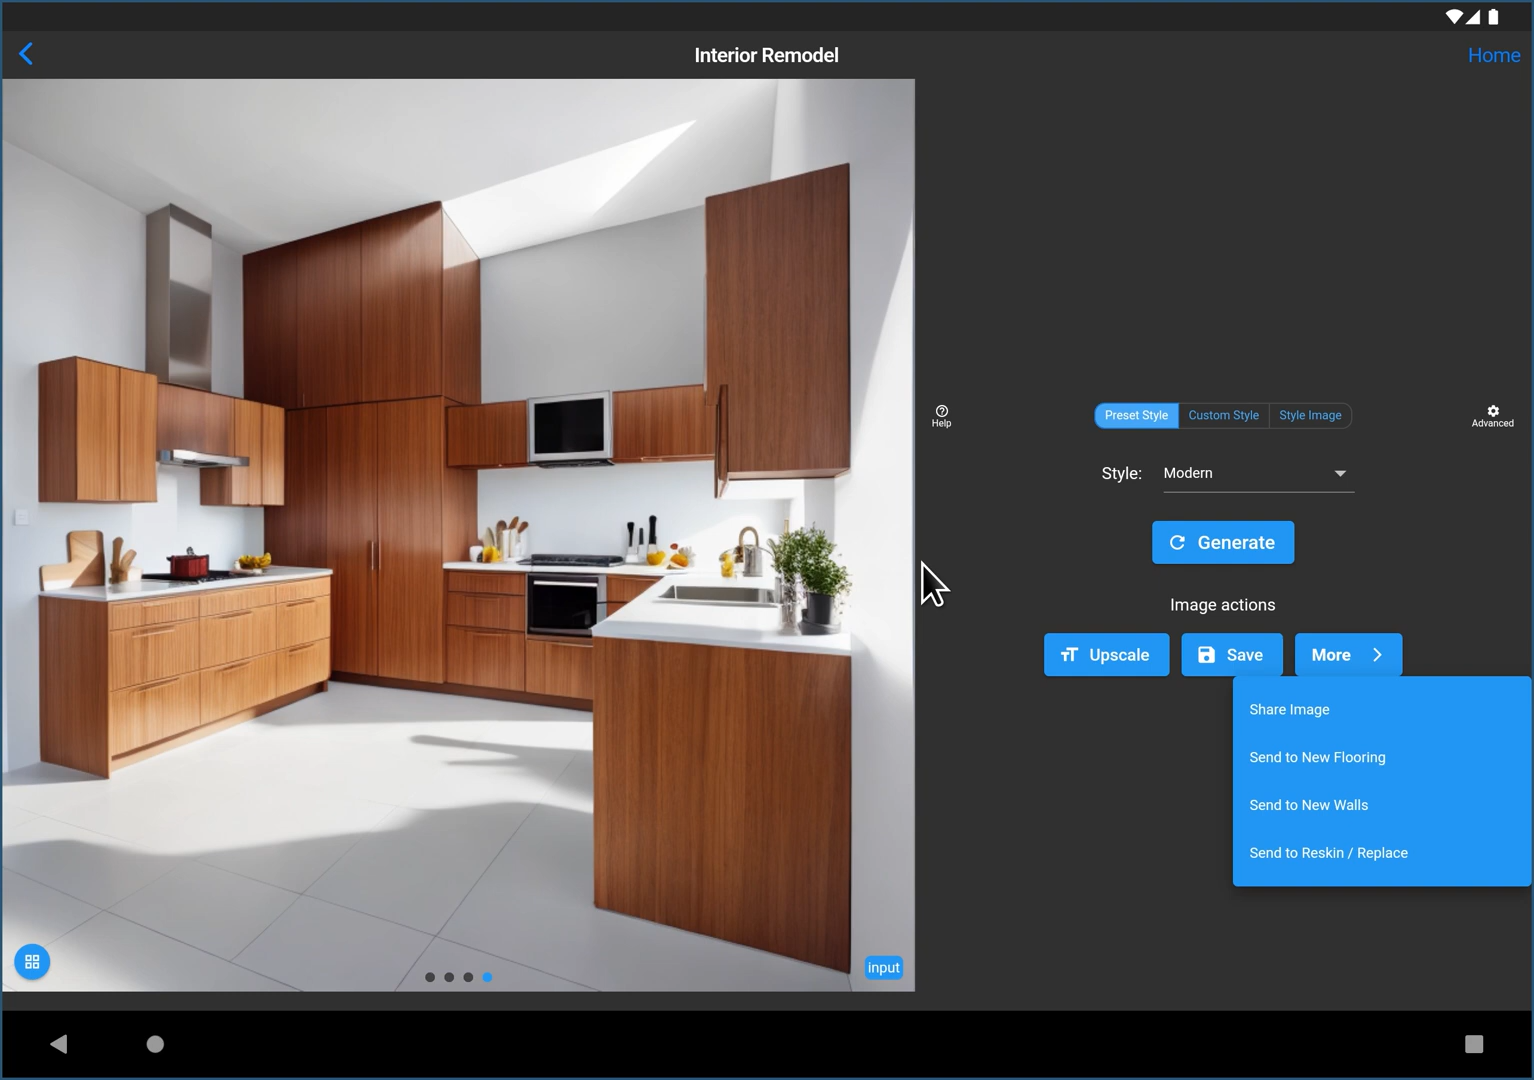 Interior Remodel
Home
Help
Preset Style
Custom Style
Style Image
Advanced
Style:
Modern
Generate
Image actions
Upscale
Save
More
Share Image
Send to New Flooring
Send to New Walls
Send to Reskin / Replace
input